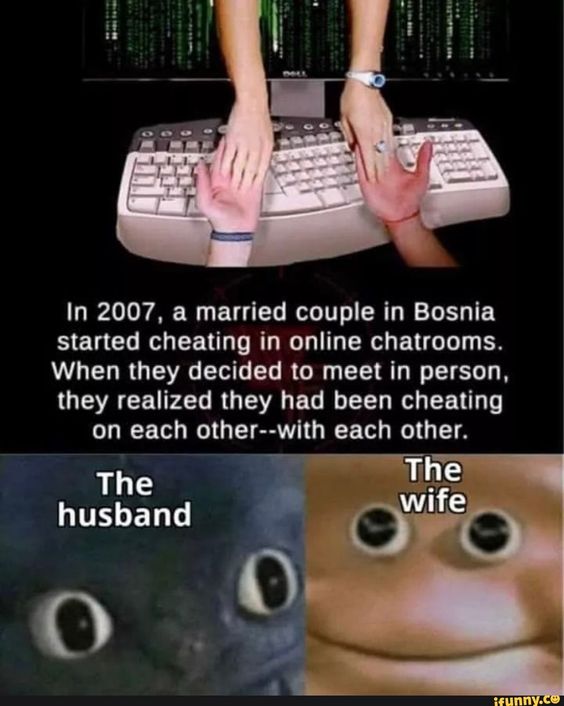 DELL
In 2007, a married couple in Bosnia
started cheating in online chatrooms.
When they decided to meet in person,
they realized they had been cheating
on each other--with each other.
The
husband
The
wife
ifunny.co